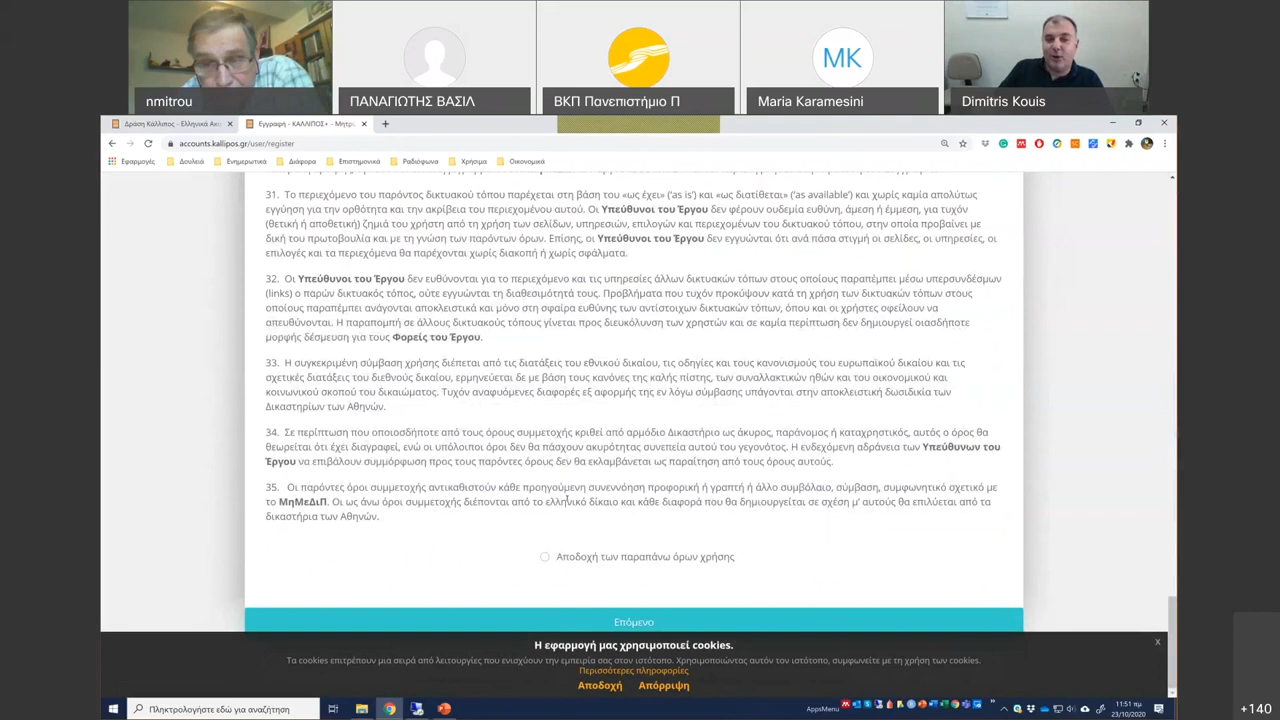 nmitrou
ΠΑΝΑΓΙΩΤΗΣ ΒΑΣΙΛ
ΒΚΠ Πανεπιστήμιο Π
MK
Maria Karamesini
Dimitris Kouis
Δράση Κάλλιπος - Ελληνικά Ακα
Εγγραφή - ΚΑΛΛΙΠΟΣ+ - Μητρώ
accounts.kallipos.gr/user/register
Εφαρμογές
Δουλειά
Ενημερωτικά
Διάφορα
Επιστημονικά
Ραδιόφωνα
Χρήσιμα
Οικονομικά
31. Το περιεχόμενο του παρόντος δικτυακού τόπου παρέχεται στη βάση του «ως έχει» ('as is') και «ως διατίθεται» ('as available') και χωρίς καμία απολύτως
εγγύηση για την ορθότητα και την ακρίβεια του περιεχομένου αυτού. Οι Υπεύθυνοι του Έργου δεν φέρουν ουδεμία ευθύνη, άμεση ή έμμεση, για τυχόν
(θετική ή αποθετική) ζημιά του χρήστη από τη χρήση των σελίδων, υπηρεσιών, επιλογών και περιεχομένων του δικτυακού τόπου, στην οποία προβαίνει με
δική του πρωτοβουλία και με τη γνώση των παρόντων όρων. Επίσης, οι Υπεύθυνοι του Έργου δεν εγγυώνται ότι ανά πάσα στιγμή οι σελίδες, οι υπηρεσίες, οι
επιλογές και τα περιεχόμενα θα παρέχονται χωρίς διακοπή ή χωρίς σφάλματα.
32. Οι Υπεύθυνοι του Έργου δεν ευθύνονται για το περιεχόμενο και τις υπηρεσίες άλλων δικτυακών τόπων στους οποίους παραπέμπει μέσω υπερσυνδέσμων
(links) ο παρών δικτυακός τόπος, ούτε εγγυώνται τη διαθεσιμότητά τους. Προβλήματα που τυχόν προκύψουν κατά τη χρήση των δικτυακών τόπων στους
οποίους παραπέμπει ανάγονται αποκλειστικά και μόνο στη σφαίρα ευθύνης των αντίστοιχων δικτυακών τόπων, όπου και οι χρήστες οφείλουν να
απευθύνονται. Η παραπομπή σε άλλους δικτυακούς τόπους γίνεται προς διευκόλυνση των χρηστών και σε καμία περίπτωση δεν δημιουργεί οιασδήποτε
μορφής δέσμευση για τους Φορείς του Έργου.
33. Η συγκεκριμένη σύμβαση χρήσης διέπεται από τις διατάξεις του εθνικού δικαίου, τις οδηγίες και τους κανονισμούς του ευρωπαϊκού δικαίου και τις
σχετικές διατάξεις του διεθνούς δικαίου, ερμηνεύεται δε με βάση τους κανόνες της καλής πίστης, των συναλλακτικών ηθών και του οικονομικού και
κοινωνικού σκοπού του δικαιώματος. Τυχόν αναφυόμενες διαφορές εξ αφορμής της εν λόγω σύμβασης υπάγονται στην αποκλειστική δωσιδικία των
Δικαστηρίων των Αθηνών.
34. Σε περίπτωση που οποιοσδήποτε από τους όρους συμμετοχής κριθεί από αρμόδιο Δικαστήριο ως άκυρος, παράνομος ή καταχρηστικός, αυτός ο όρος θα
θεωρείται ότι έχει διαγραφεί, ενώ οι υπόλοιποι όροι δεν θα πάσχουν ακυρότητας συνεπεία αυτού του γεγονότος. Η ενδεχόμενη αδράνεια των Υπεύθυνων του
Έργου να επιβάλουν συμμόρφωση προς τους παρόντες όρους δεν θα εκλαμβάνεται ως παραίτηση από τους όρους αυτούς.
35. Οι παρόντες όροι συμμετοχής αντικαθιστούν κάθε προηγούμενη συνεννόηση προφορική ή γραπτή ή άλλο συμβόλαιο, σύμβαση, συμφωνητικό σχετικό με
το ΜηΜεΔιΠ. Οι ως άνω όροι συμμετοχής διέπονται από το ελληνικό δίκαιο και κάθε διαφορά που θα δημιουργείται σε σχέση μ' αυτούς θα επιλύεται από τα
δικαστήρια των Αθηνών.
Αποδοχή των παραπάνω όρων χρήσης
Επόμενο
Η εφαρμογή μας χρησιμοποιεί cookies.
Τα cookies επιτρέπουν μια σειρά από λειτουργίες που ενισχύουν την εμπειρία σας στον ιστότοπο. Χρησιμοποιώντας αυτόν τον ιστότοπο, συμφωνείτε με τη χρήση των cookies.
Περισσότερες πληροφορίες
Αποδοχή
Απόρριψη
x
Πληκτρολογήστε εδώ για αναζήτηση
AppsMenu
11:51 πμ
23/10/2020
+140